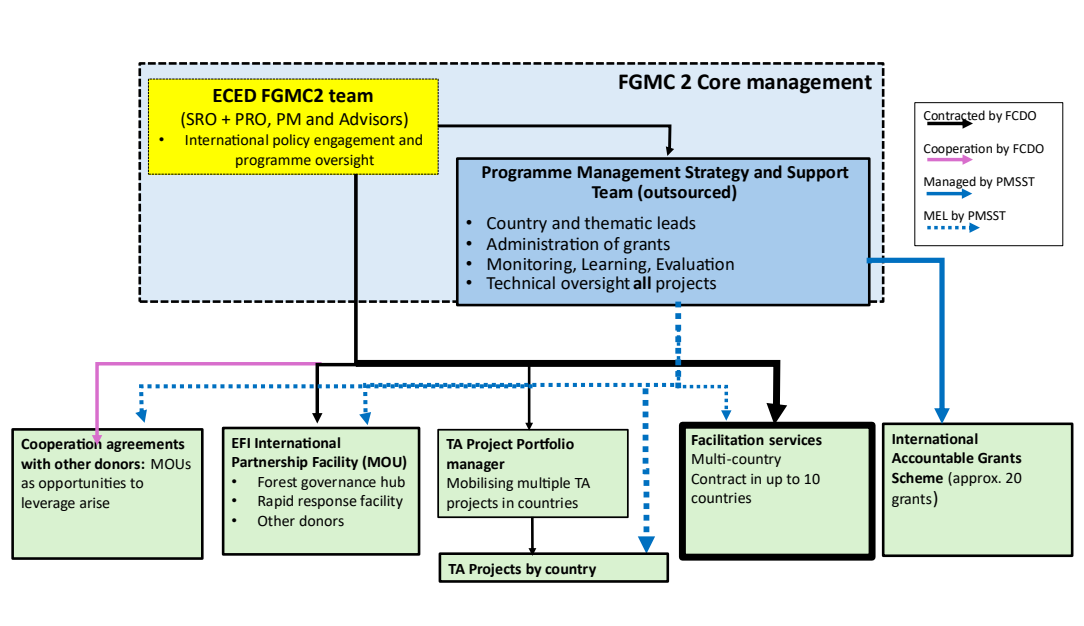 FGMC 2 Core management
ECED FGMC2 team
(SRO + PRO, PM and Advisors)
• International policy engagement and
programme oversight
Programme Management Strategy and Support
Team (outsourced)
• Country and thematic leads
• Administration of grants
• Monitoring, Learning, Evaluation
• Technical oversight all projects
Contracted by FCDO
Cooperation by FCDO
Managed by PMSST
MEL by PMSST
Cooperation agreements
with other donors: MOUs
as opportunities to
leverage arise
EFI International
Partnership Facility (MOU)
• Forest governance hub
• Rapid response facility
• Other donors
TA Project Portfolio
manager
Mobilising multiple TA
projects in countries
TA Projects by country
Facilitation services
Multi-country
Contract in up to 10
countries
International
Accountable Grants
Scheme (approx. 20
grants)